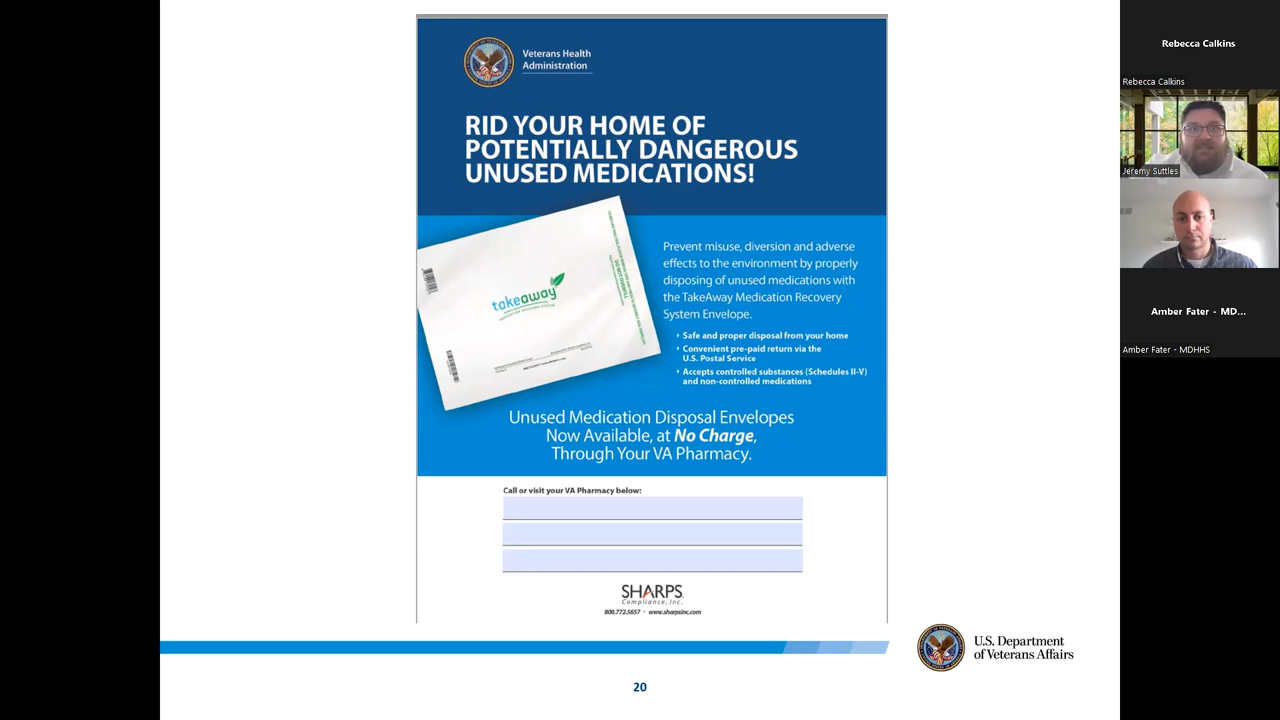 Veterans Health
Administration
RID YOUR HOME OF
POTENTIALLY DANGEROUS
UNUSED MEDICATIONS!
takeaway
MEDICATION RECOVERY SYSTEM
Prevent misuse, diversion and adverse
effects to the environment by properly
disposing of unused medications with
the TakeAway Medication Recovery
System Envelope.
Safe and proper disposal from your home
Convenient pre-paid return via the
U.S. Postal Service
Accepts controlled substances (Schedules II-V)
and non-controlled medications
Unused Medication Disposal Envelopes
Now Available, at No Charge,
Through Your VA Pharmacy.
Call or visit your VA Pharmacy below:
SHARPS
Compliance, Inc.
800.772.5657 · www.sharpsinc.com
U.S. Department
of Veterans Affairs
20
Rebecca Calkins
Rebecca Calkins
Jeremy Suttles
Amber Fater - MD...
Amber Fater - MDHHS